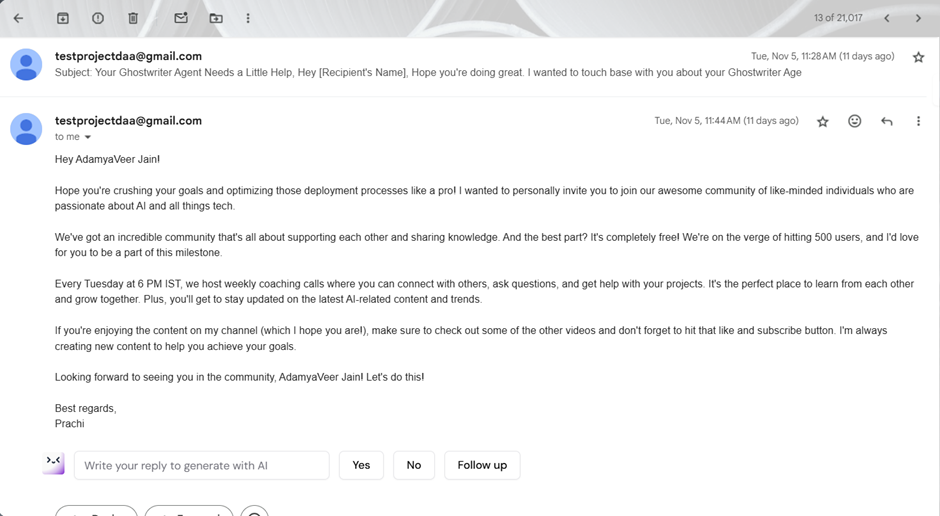 13 of 21,017
testprojectdaa@gmail.com
Tue, Nov 5, 11:28 AM (11 days ago)
Subject: Your Ghostwriter Agent Needs a Little Help, Hey [Recipient's Name], Hope you're doing great. I wanted to touch base with you about your Ghostwriter Age
testprojectdaa@gmail.com
Tue, Nov 5, 11:44 AM (11 days ago)
to me
Hey AdamyaVeer Jain!
Hope you're crushing your goals and optimizing those deployment processes like a pro! I wanted to personally invite you to join our awesome community of like-minded individuals who are
passionate about AI and all things tech.
We've got an incredible community that's all about supporting each other and sharing knowledge. And the best part? It's completely free! We're on the verge of hitting 500 users, and I'd love
for you to be a part of this milestone.
Every Tuesday at 6 PM IST, we host weekly coaching calls where you can connect with others, ask questions, and get help with your projects. It's the perfect place to learn from each other
and grow together. Plus, you'll get to stay updated on the latest AI-related content and trends.
If you're enjoying the content on my channel (which I hope you are!), make sure to check out some of the other videos and don't forget to hit that like and subscribe button. I'm always
creating new content to help you achieve your goals.
Looking forward to seeing you in the community, AdamyaVeer Jain! Let's do this!
Best regards,
Prachi
Write your reply to generate with AI
Yes
No
Follow up